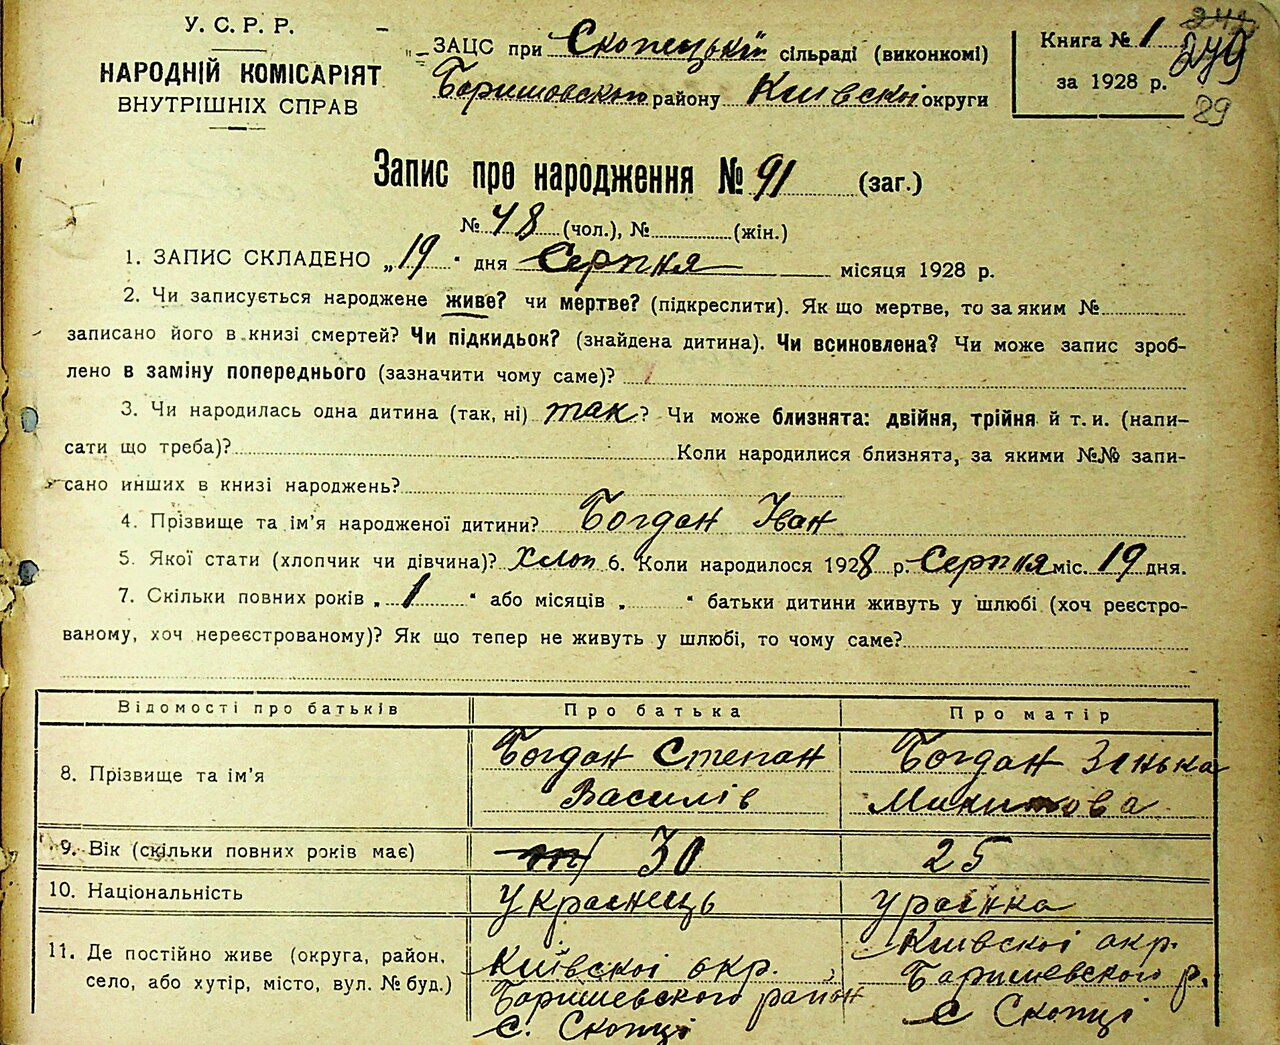 У. С. Р. Р.
НАРОДНІЙ КОМІСАРІЯТ
ВНУТРІШНІХ СПРАВ
ЗАЦС при Скопецькій сільраді (виконкомі)
Баришовского району Київскоі округи
Книга № 1
за 1928 р.
279
89
Запис про народження № 91 (заг.)
№ 48 (чол.), № (жін.)
1. ЗАПИС СКЛАДЕНО „19" дня Серпня місяця 1928 р.
2. Чи записується народжене живе? чи мертве? (підкреслити). Як що мертве, то за яким №
записано його в книзі смертей? Чи підкидьок? (знайдена дитина). Чи всиновлена? Чи може запис зроб-
лено в заміну попереднього (зазначити чому саме)?
3. Чи народилась одна дитина (так, ні) так? Чи може близнята: двійня, трійня й т. и. (напи-
сати що треба)? Коли народилися близнята, за якими №№ запи-
сано инших в книзі народжень?
4. Прізвище та ім'я народженої дитини? Богдан Іван
5. Якої стати (хлопчик чи дівчина)? Хлоп 6. Коли народилося 1928 р. Серпня міс. 19 дня.
7. Скільки повних років „1" або місяців „ " батьки дитини живуть у шлюбі (хоч реєстро-
ваному, хоч нереєстрованому)? Як що тепер не живуть у шлюбі, то чому саме?
Відомості про батьків Про батька Про матір
8. Прізвище та ім'я Богдан Степан Василів Богдан Зінька Микитова
9. Вік (скільки повних років має) 30 25
10. Національність Украінець Ураінка
11. Де постійно живе (округа, район,
село, або хутір, місто, вул. № буд.)
Київскоі окр.
Баришевского район
С. Скопці
Київскоі окр.
Баришевского р.
С Скопці